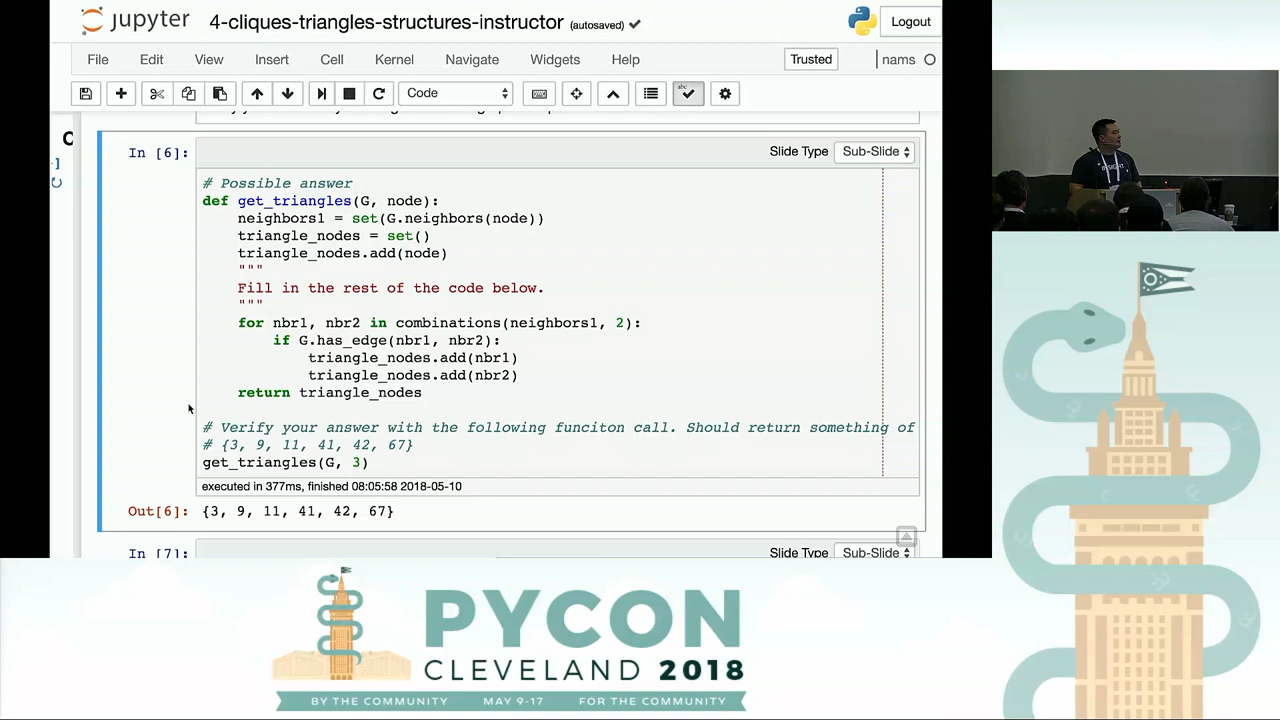 jupyter 4-cliques-triangles-structures-instructor (autosaved)
Logout
File Edit View Insert Cell Kernel Navigate Widgets Help
Trusted
nams
Code
abc
In [6]:
Slide Type Sub-Slide
# Possible answer
def get_triangles(G, node):
    neighbors1 = set(G.neighbors(node))
    triangle_nodes = set()
    triangle_nodes.add(node)
    """
    Fill in the rest of the code below.
    """
    for nbr1, nbr2 in combinations(neighbors1, 2):
        if G.has_edge(nbr1, nbr2):
            triangle_nodes.add(nbr1)
            triangle_nodes.add(nbr2)
    return triangle_nodes
# Verify your answer with the following funciton call. Should return something of
# {3, 9, 11, 41, 42, 67}
get_triangles(G, 3)
executed in 377ms, finished 08:05:58 2018-05-10
Out[6]: {3, 9, 11, 41, 42, 67}
In [7]:
Slide Type Sub-Slide
PYCON
CLEVELAND 2018
BY THE COMMUNITY MAY 9-17 FOR THE COMMUNITY